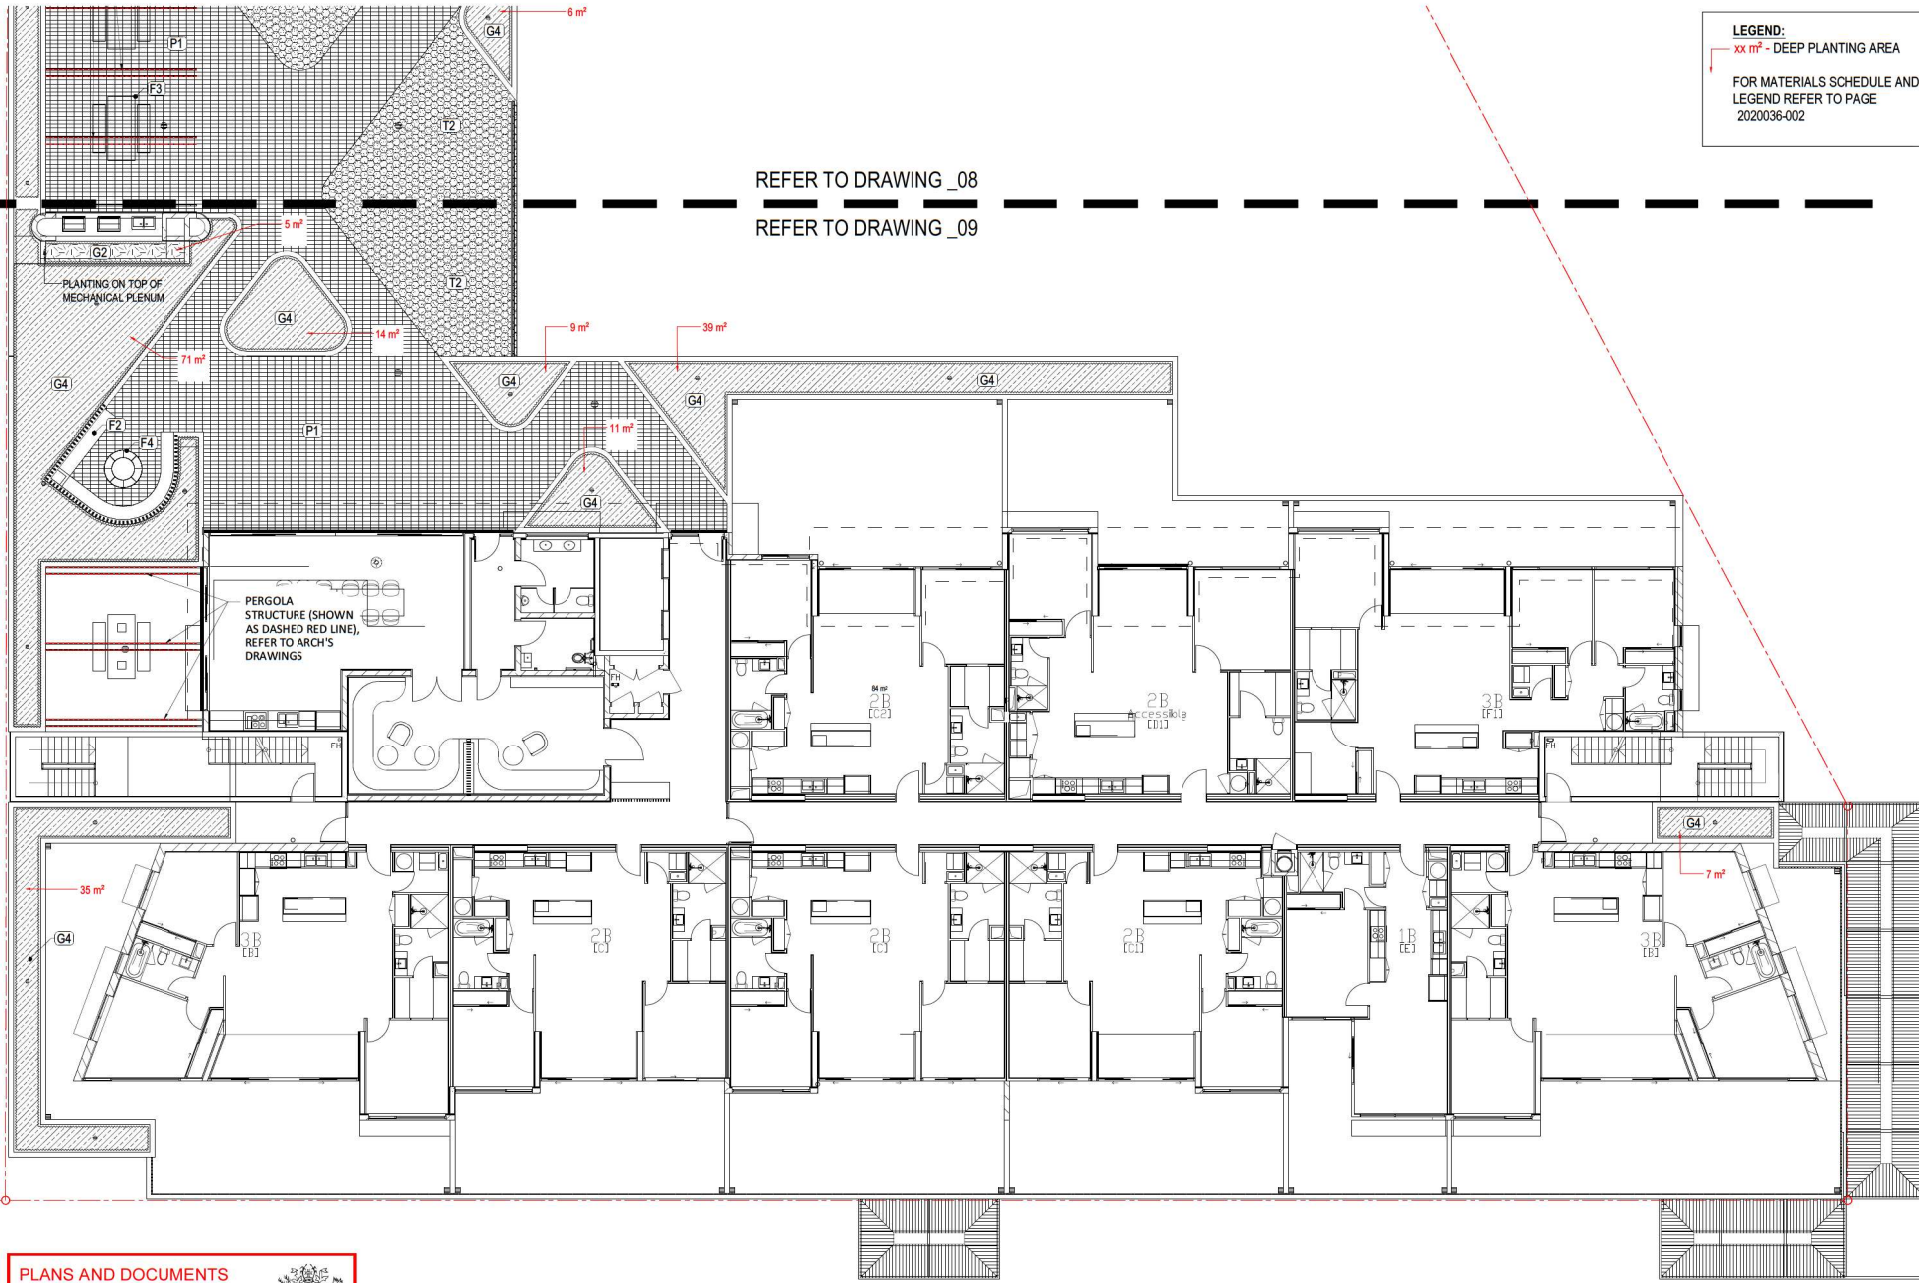 6 m²
G4
P1
F3
T2
LEGEND:
xx m² - DEEP PLANTING AREA
FOR MATERIALS SCHEDULE AND
LEGEND REFER TO PAGE
2020036-002
REFER TO DRAWING _08
REFER TO DRAWING _09
5 m²
G2
PLANTING ON TOP OF
MECHANICAL PLENUM
T2
G4
14 m²
9 m²
39 m²
71 m²
G4
G4
G4
G4
F2
F4
P1
11 m²
G4
PERGOLA
STRUCTURE (SHOWN
AS DASHED RED LINE),
REFER TO ARCH'S
DRAWINGS
FH
84 m²
2B
[C2]
2B
Accessible
[D1]
3B
[F1]
FH
FH
G4
7 m²
35 m²
G4
3B
[B]
2B
[C]
2B
[C]
2B
[C1]
1B
[E]
3B
[B]
PLANS AND DOCUMENTS